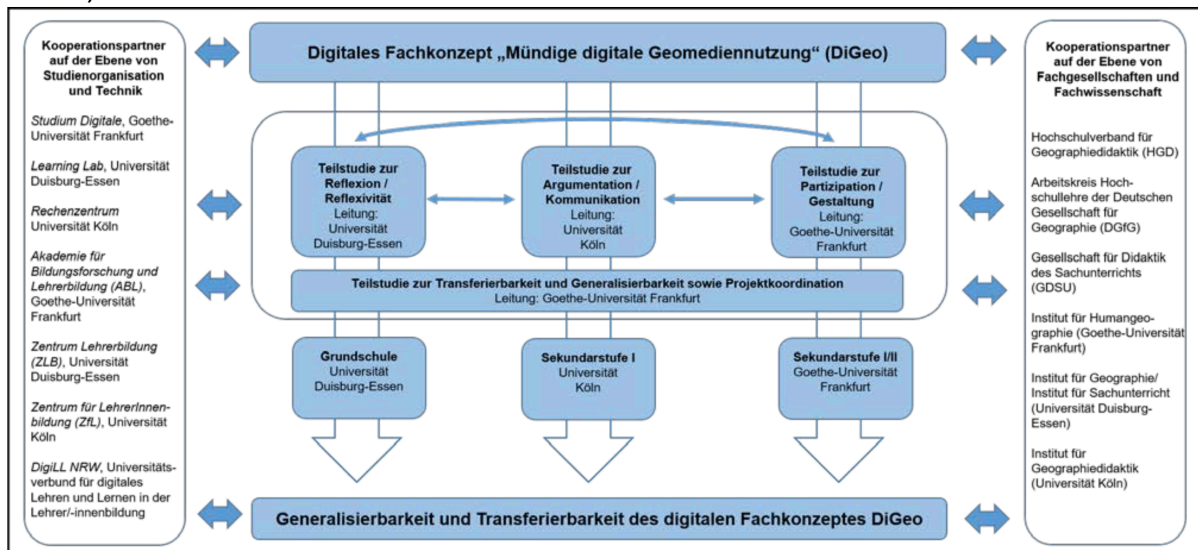 Kooperationspartner
auf der Ebene von
Studienorganisation
und Technik
Studium Digitale, Goethe-
Universität Frankfurt
Learning Lab, Universität
Duisburg-Essen
Rechenzentrum
Universität Köln
Akademie für
Bildungsforschung und
Lehrerbildung (ABL),
Goethe-Universität
Frankfurt
Zentrum Lehrerbildung
(ZLB), Universität
Duisburg-Essen
Zentrum für LehrerInnen-
bildung (ZfL), Universität
Köln
DigiLL NRW, Universitäts-
verbund für digitales
Lehren und Lernen in der
Lehrer/-innenbildung
Digitales Fachkonzept „Mündige digitale Geomediennutzung“ (DiGeo)
Teilstudie zur
Reflexion /
Reflexivität
Leitung:
Universität
Duisburg-Essen)
Teilstudie zur
Argumentation /
Kommunikation
Leitung:
Universität
Köln
Teilstudie zur
Partizipation /
Gestaltung
Leitung:
Goethe-Universität
Frankfurt
Teilstudie zur Transferierbarkeit und Generalisierbarkeit sowie Projektkoordination
Leitung: Goethe-Universität Frankfurt
Grundschule
Universität
Duisburg-Essen
Sekundarstufe I
Universität
Köln
Sekundarstufe I/II
Goethe-Universität
Frankfurt
Generalisierbarkeit und Transferierbarkeit des digitalen Fachkonzeptes DiGeo
Kooperationspartner
auf der Ebene von
Fachgesellschaften und
Fachwissenschaft
Hochschulverband für
Geographiedidaktik (HGD)
Arbeitskreis Hoch-
schullehre der Deutschen
Gesellschaft für
Geographie (DGfG)
Gesellschaft für Didaktik
des Sachunterrichts
(GDSU)
Institut für Humangeo-
graphie (Goethe-Universität
Frankfurt)
Institut für Geographie/
Institut für Sachunterricht
(Universität Duisburg-
Essen)
Institut für
Geographiedidaktik
(Universität Köln)